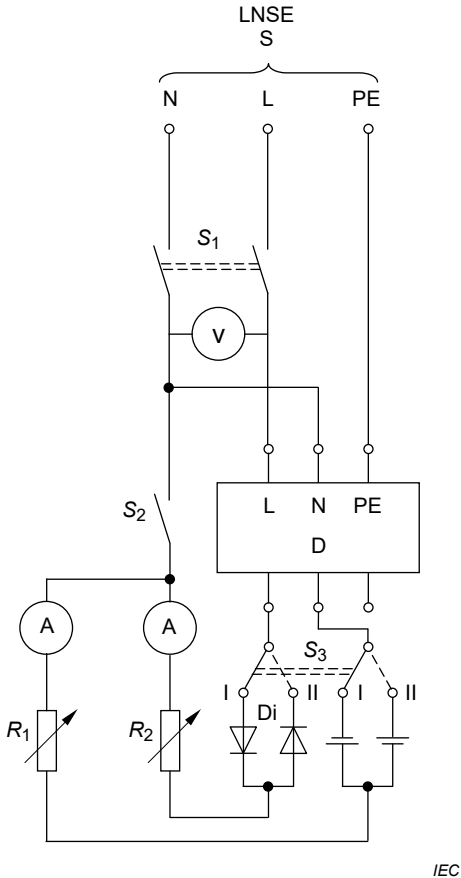 LNSE
S
N L PE
S1
V
L N PE
S2
D
A A
S3
I II I II
Di
R1 R2
IEC